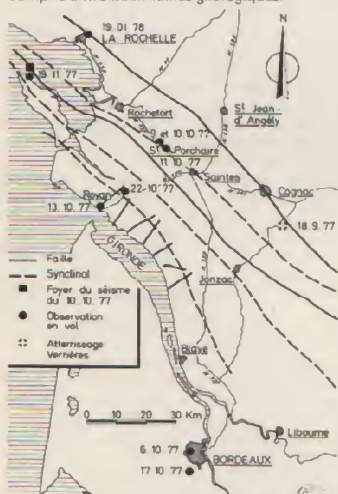 19 01 78
LA ROCHELLE
N
19 11 77
Rochefort
St Jean-
d'Angély
9 et 10.10 77
St Porchaire
11.10.77
Saintes
Cognac
22-10-77
Royan
13.10.77
18.9.77
GIRONDE
Jonzac
Faille
Synclinal
Foyer du séisme
du 10.10.77
Observation
en vol
Atterrissage
Verrières
Blaye
0 10 20 30 Km
Libourne
6.10 77
BORDEAUX
17 10 77